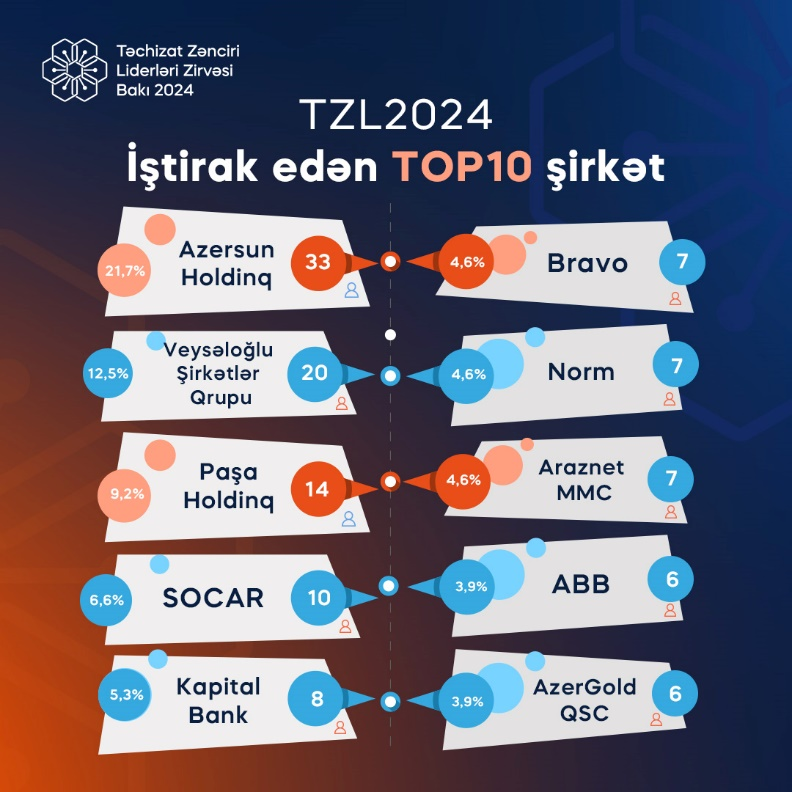 Təchizat Zənciri
Liderləri Zirvəsi
Bakı 2024
TZL2024
İştirak edən TOP10 şirkət
21,7%
Azersun
Holdinq
33
4,6%
Bravo
7
12,5%
Veysəloğlu
Şirkətlər
Qrupu
20
4,6%
Norm
7
9,2%
Paşa
Holdinq
14
4,6%
Araznet
MMC
7
6,6%
SOCAR
10
3,9%
ABB
6
5,3%
Kapital
Bank
8
3,9%
AzerGold
QSC
6